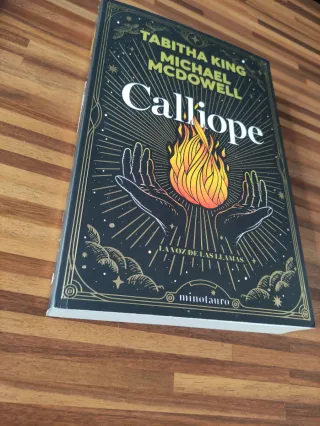 TABITHA KING
MICHAEL
MCDOWELL
Calliope
LA VOZ DE LAS LLAMAS
minotauro